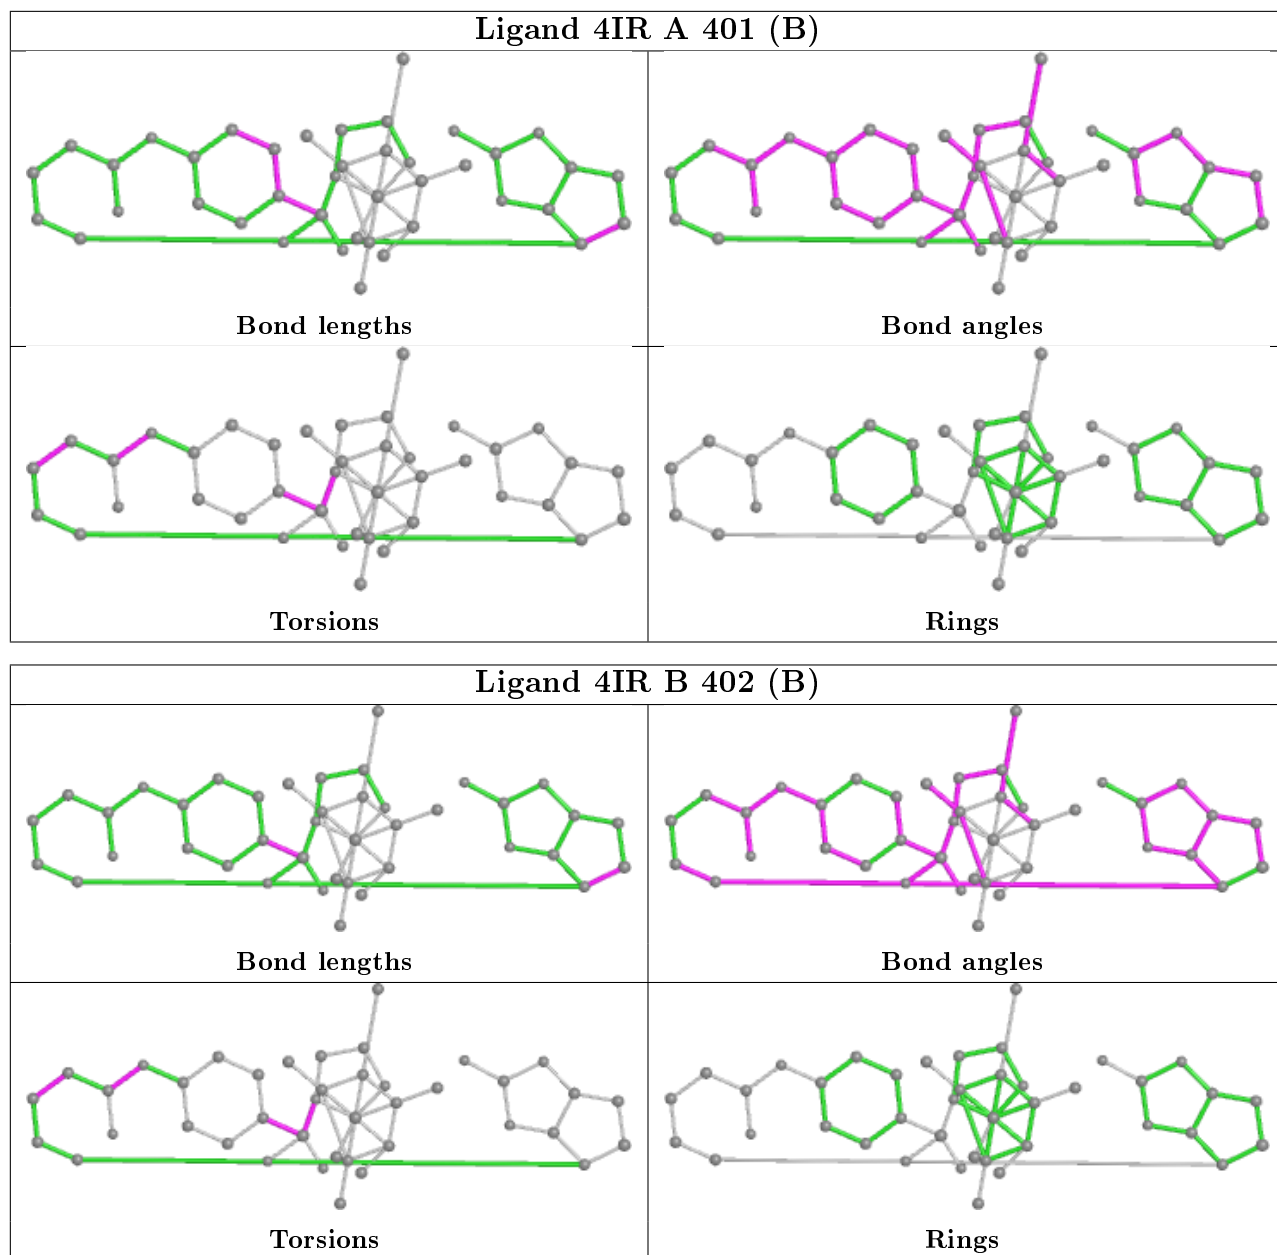 Ligand 4IR A 401 (B)
Bond lengths
Bond angles
Torsions
Rings
Ligand 4IR B 402 (B)
Bond lengths
Bond angles
Torsions
Rings